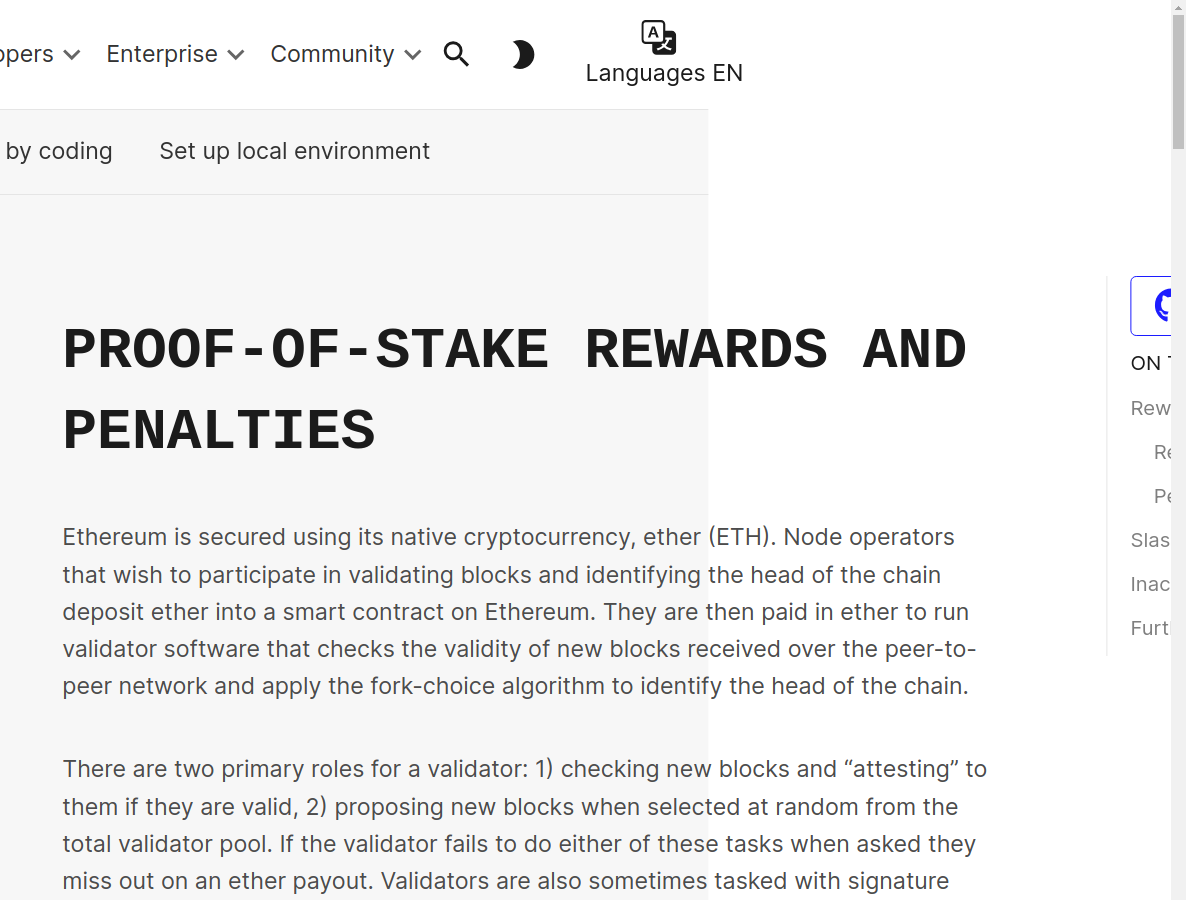 Enterprise
Community
Languages EN
by coding
Set up local environment
PROOF-OF-STAKE REWARDS AND
PENALTIES
ON
Ethereum is secured using its native cryptocurrency, ether (ETH). Node operators
that wish to participate in validating blocks and identifying the head of the chain
deposit ether into a smart contract on Ethereum. They are then paid in ether to run
validator software that checks the validity of new blocks received over the peer-to-
peer network and apply the fork-choice algorithm to identify the head of the chain.
There are two primary roles for a validator: 1) checking new blocks and “attesting” to
them if they are valid, 2) proposing new blocks when selected at random from the
total validator pool. If the validator fails to do either of these tasks when asked they
miss out on an ether payout. Validators are also sometimes tasked with signature